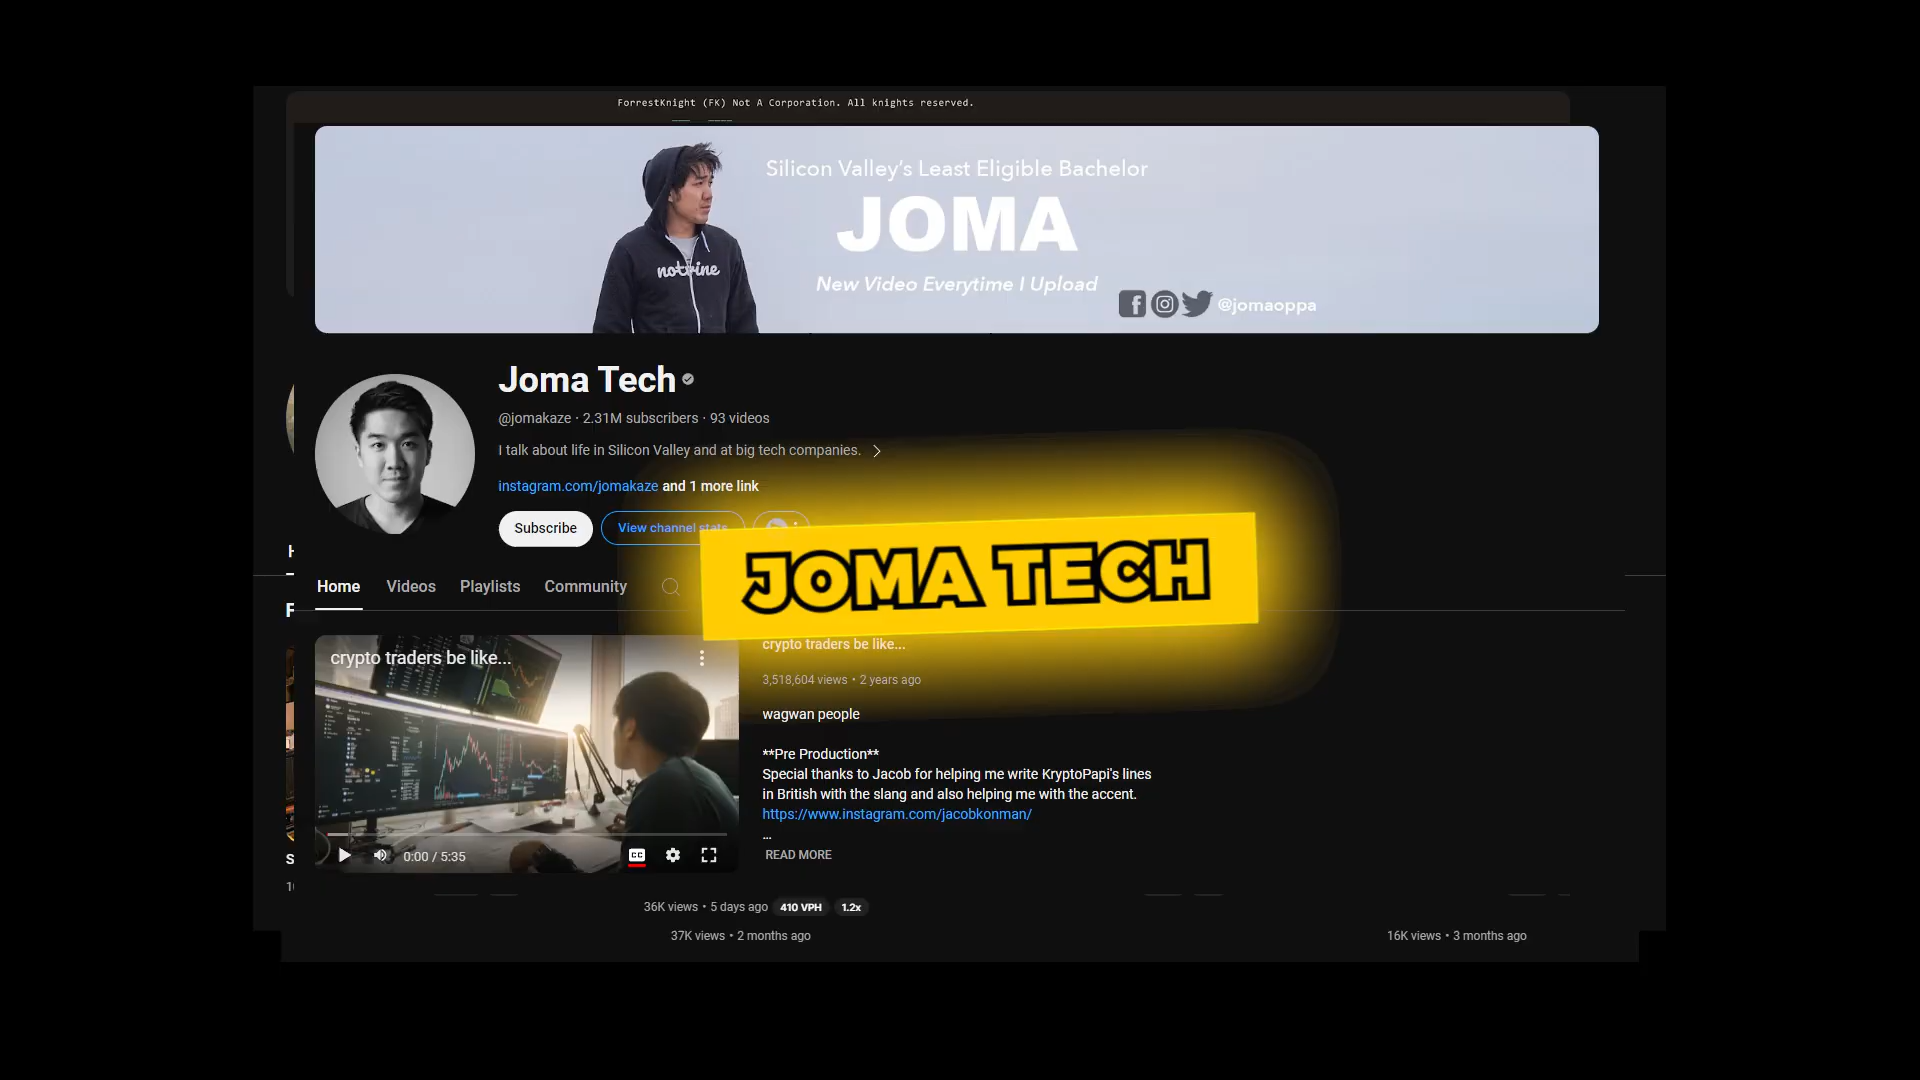 ForrestKnight (FK) Not A Corporation. All knights reserved.
Silicon Valley's Least Eligible Bachelor
JOMA
notvine
New Video Everytime I Upload
@jomaoppa
Joma Tech
@jomakaze · 2.31M subscribers · 93 videos
I talk about life in Silicon Valley and at big tech companies.
instagram.com/jomakaze and 1 more link
Subscribe
View channel stats
JOMA TECH
H
Home Videos Playlists Community
F
crypto traders be like...
crypto traders be like...
3,518,604 views • 2 years ago
wagwan people
**Pre Production**
Special thanks to Jacob for helping me write KryptoPapi's lines
in British with the slang and also helping me with the accent.
https://www.instagram.com/jacobkonman/
...
READ MORE
CC
0:00 / 5:35
S
36K views • 5 days ago 410 VPH 1.2x
37K views • 2 months ago
16K views • 3 months ago